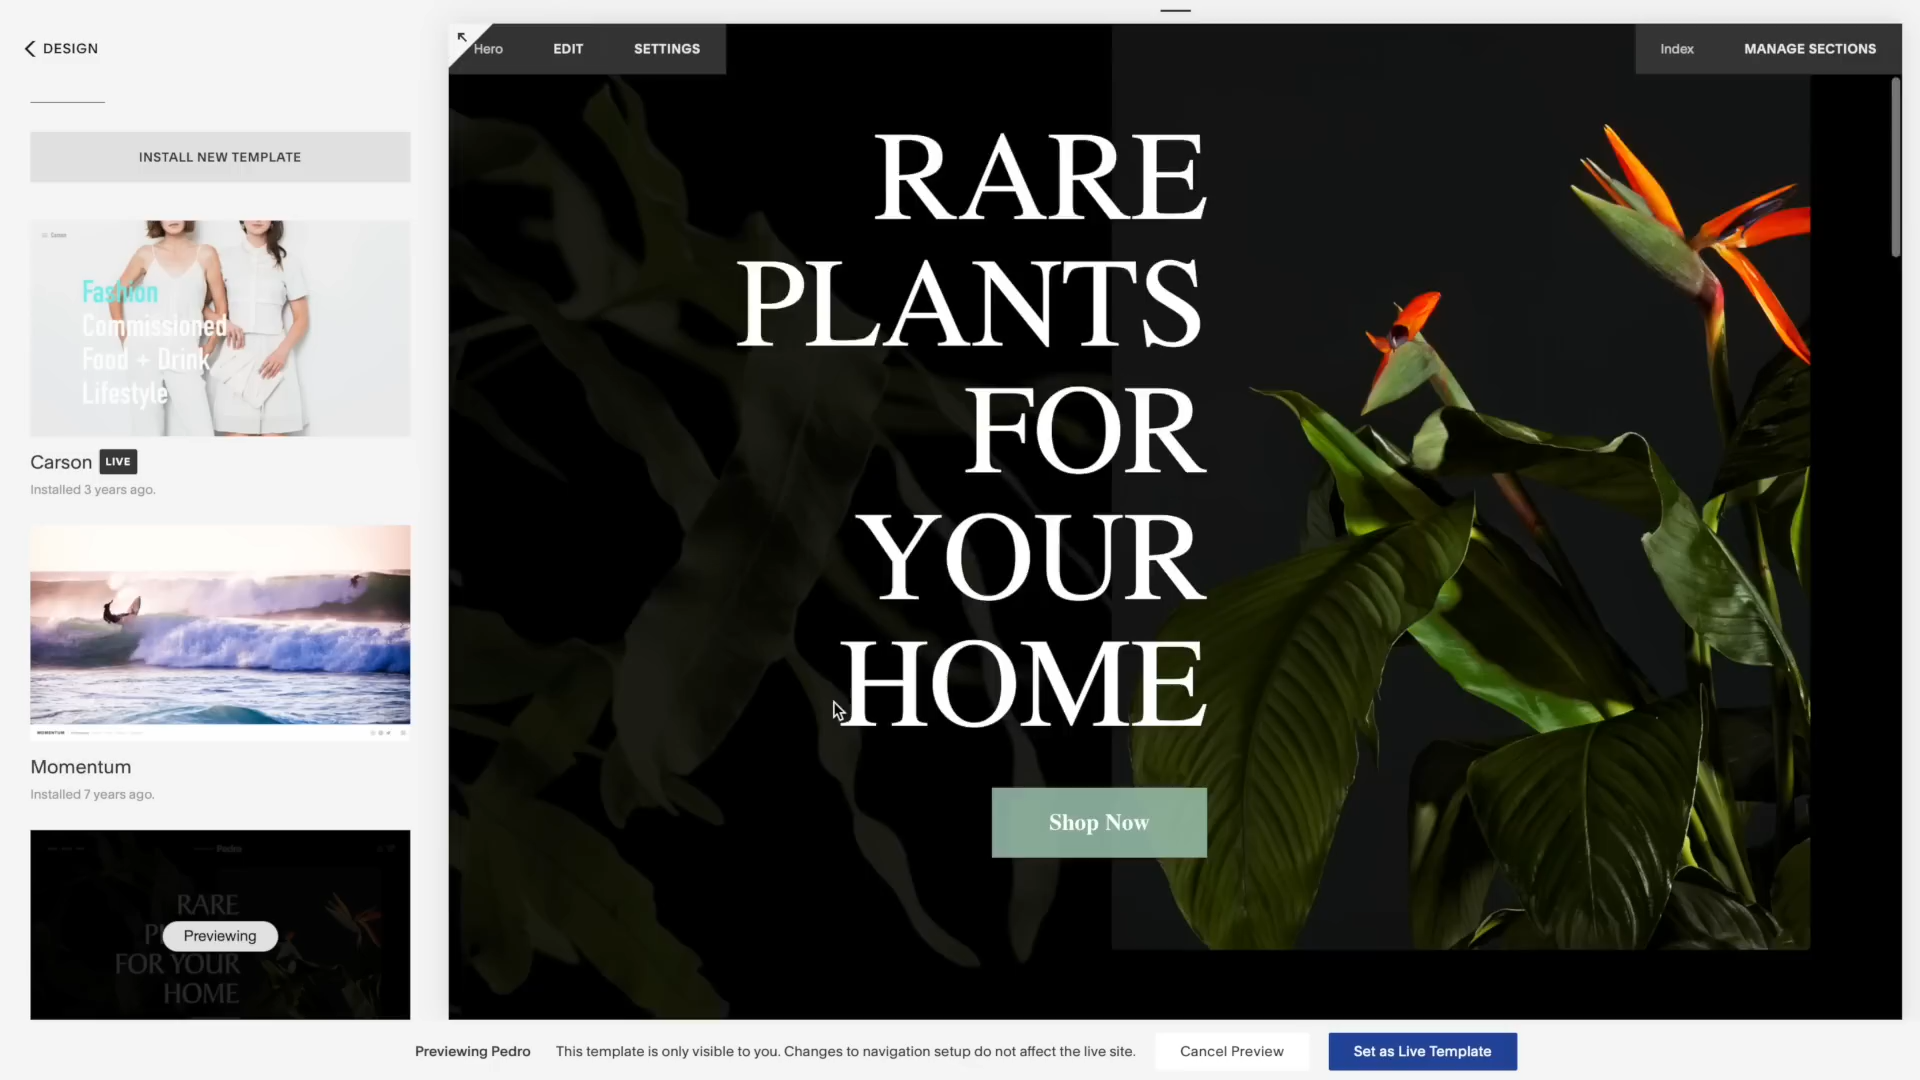 DESIGN
INSTALL NEW TEMPLATE
Fashion
Commissioned
Food + Drink
Lifestyle
Carson LIVE
Installed 3 years ago.
MOMENTUM
Momentum
Installed 7 years ago.
Pedro
RARE
FOR YOUR
HOME
Previewing
Hero EDIT SETTINGS
Index MANAGE SECTIONS
RARE
PLANTS
FOR
YOUR
HOME
Shop Now
Previewing Pedro This template is only visible to you. Changes to navigation setup do not affect the live site. Cancel Preview Set as Live Template